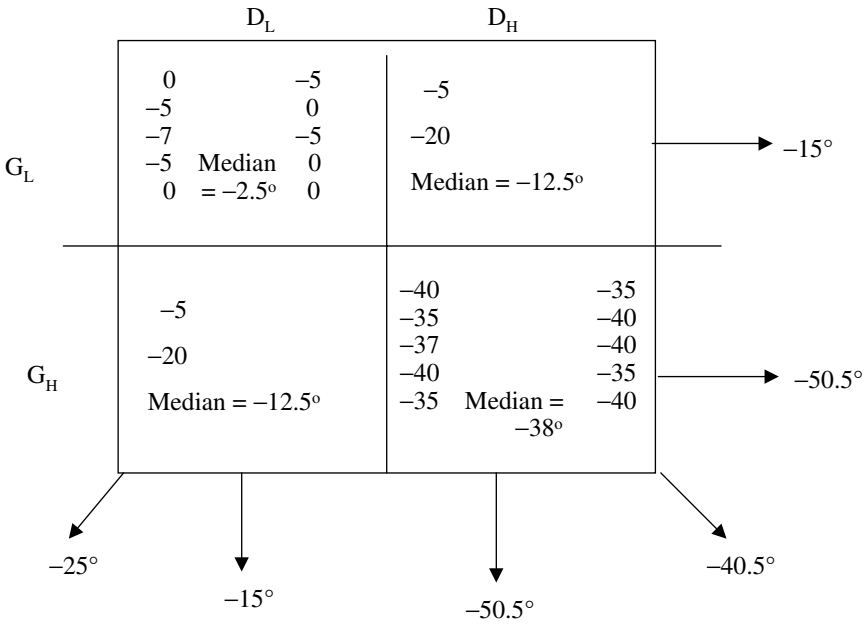 D_L D_H
0 −5 −5
−5 0
−7 −5 −20
−5 Median 0
0 = −2.5° 0
Median = −12.5°
−15°
G_L
−5
−20
Median = −12.5°
−40 −35
−35 −40
−37 −40
−40 −35
−35 Median = −40
−38°
G_H
−50.5°
−25°
−15°
−50.5°
−40.5°